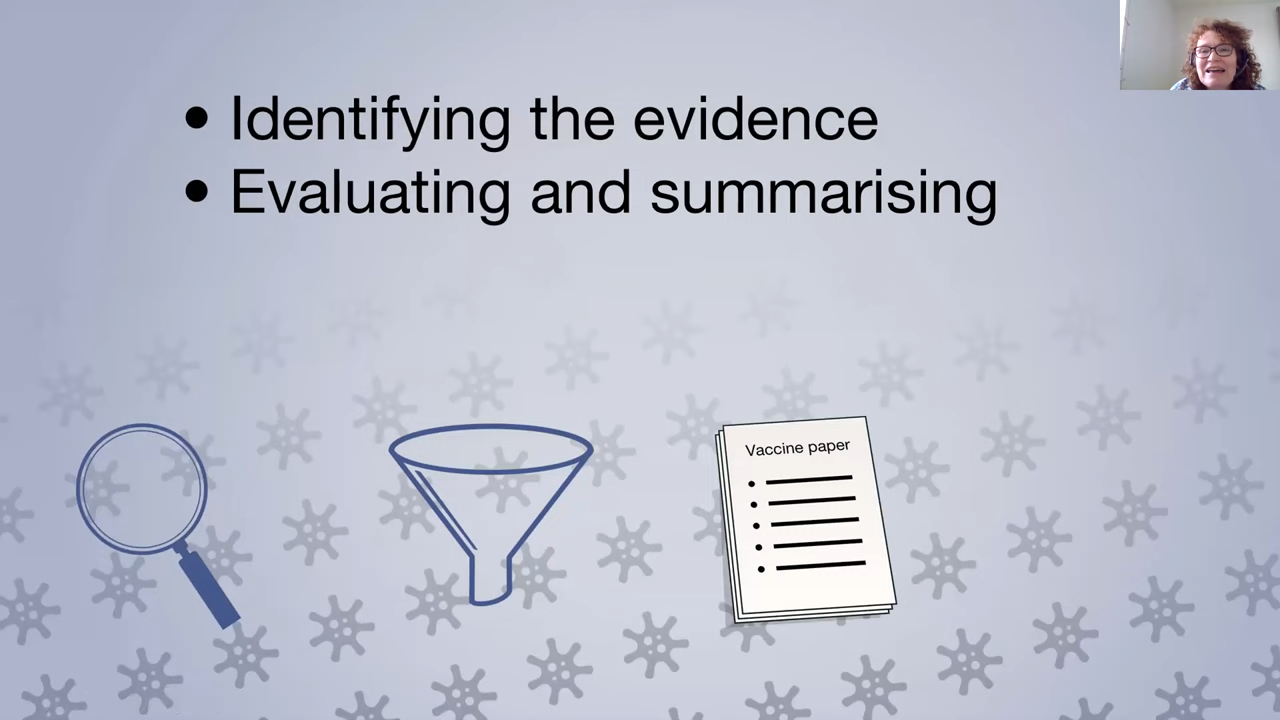 • Identifying the evidence
• Evaluating and summarising
Vaccine paper